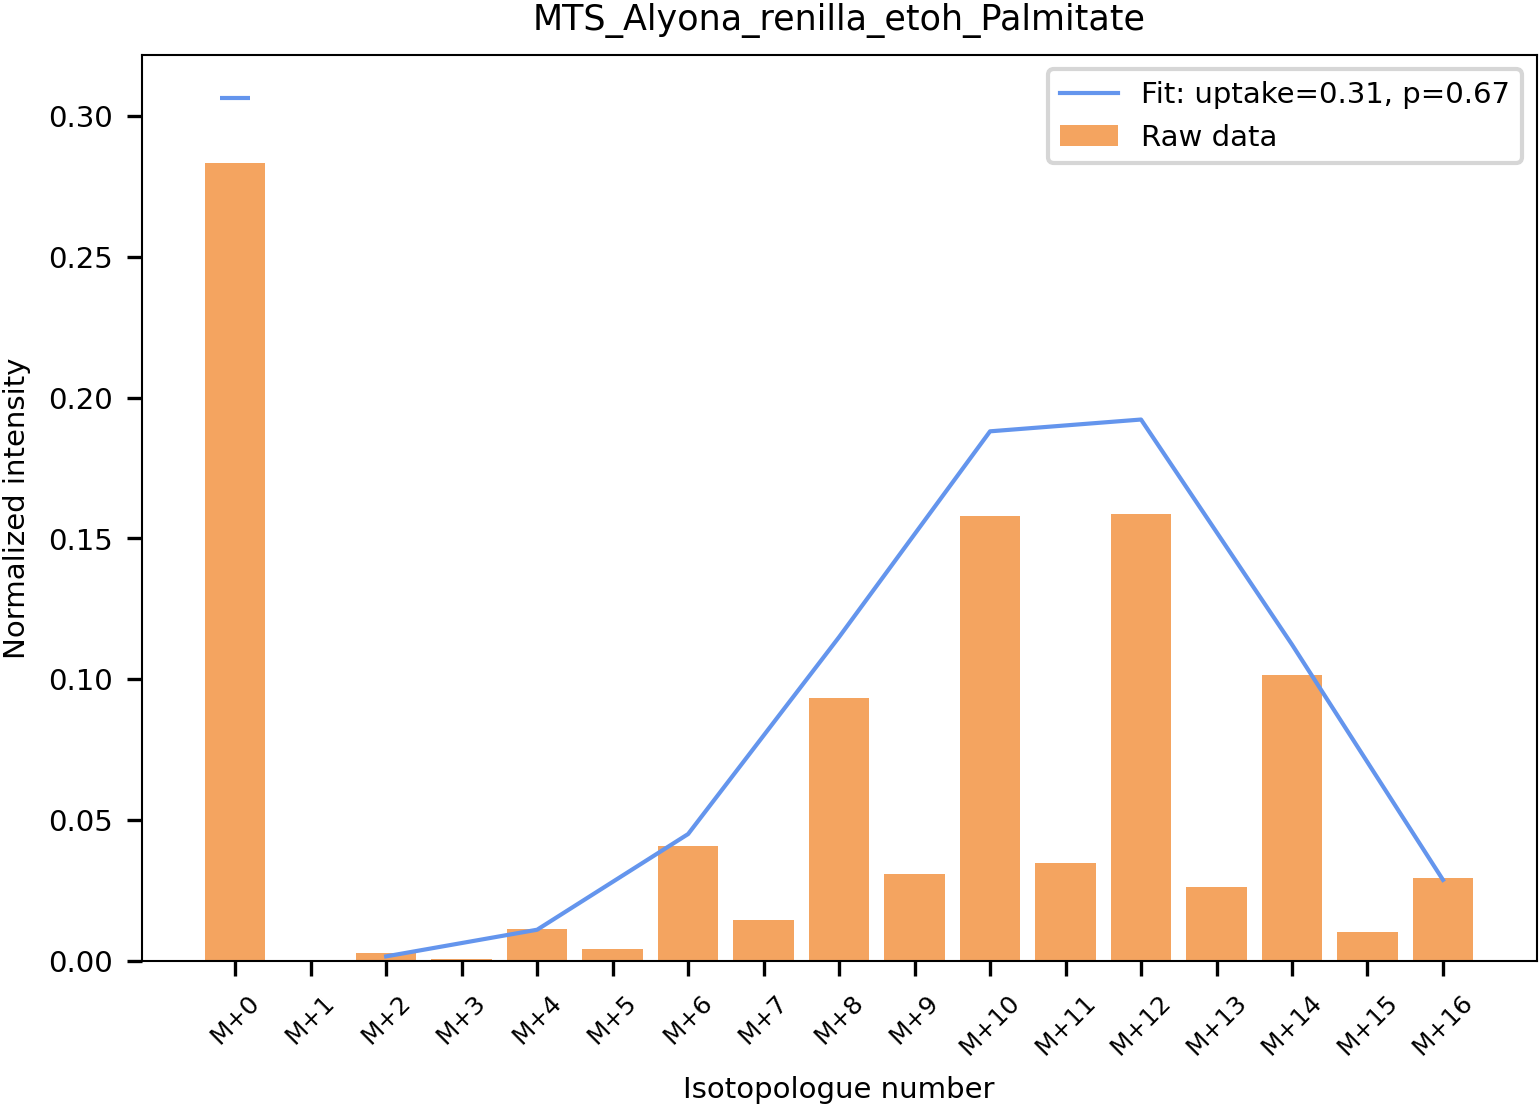 MTS_Alyona_renilla_etoh_Palmitate
Fit: uptake=0.31, p=0.67
Raw data
Normalized intensity
0.30
0.25
0.20
0.15
0.10
0.05
0.00
M+0
M+1
M+2
M+3
M+4
M+5
M+6
M+7
M+8
M+9
M+10
M+11
M+12
M+13
M+14
M+15
M+16
Isotopologue number